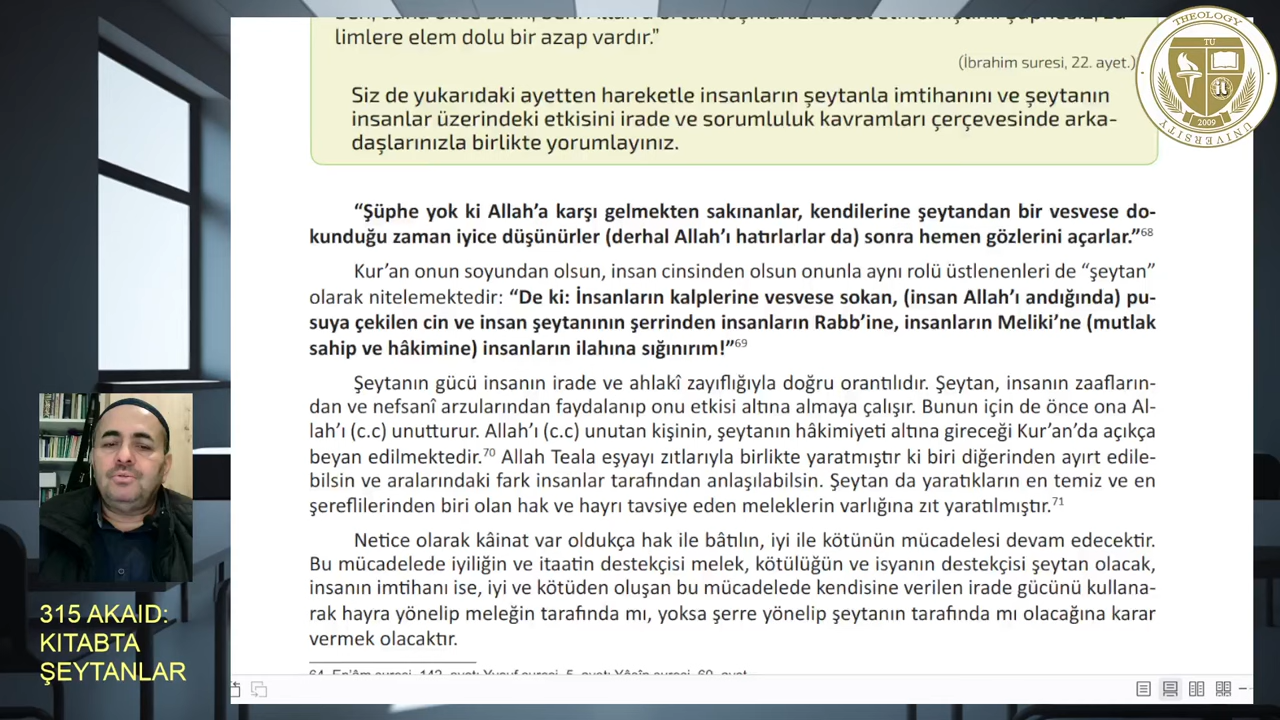 limlere elem dolu bir azap vardır.”
(İbrahim suresi, 22. ayet.)
Siz de yukarıdaki ayetten hareketle insanların şeytanla imtihanını ve şeytanın
insanlar üzerindeki etkisini irade ve sorumluluk kavramları çerçevesinde arka-
daşlarınızla birlikte yorumlayınız.
“Şüphe yok ki Allah’a karşı gelmekten sakınanlar, kendilerine şeytandan bir vesvese do-
kunduğu zaman iyice düşünürler (derhal Allah’ı hatırlarlar da) sonra hemen gözlerini açarlar.”68
Kur’an onun soyundan olsun, insan cinsinden olsun onunla aynı rolü üstlenenleri de “şeytan”
olarak nitelemektedir: “De ki: İnsanların kalplerine vesvese sokan, (insan Allah’ı andığında) pu-
suya çekilen cin ve insan şeytanının şerrinden insanların Rabb’ine, insanların Meliki’ne (mutlak
sahip ve hâkimine) insanların ilahına sığınırım!”69
Şeytanın gücü insanın irade ve ahlakî zayıflığıyla doğru orantılıdır. Şeytan, insanın zaafların-
dan ve nefsanî arzularından faydalanıp onu etkisi altına almaya çalışır. Bunun için de önce ona Al-
lah’ı (c.c) unutturur. Allah’ı (c.c) unutan kişinin, şeytanın hâkimiyeti altına gireceği Kur’an’da açıkça
beyan edilmektedir.70 Allah Teala eşyayı zıtlarıyla birlikte yaratmıştır ki biri diğerinden ayırt edile-
bilsin ve aralarındaki fark insanlar tarafından anlaşılabilsin. Şeytan da yaratıkların en temiz ve en
şereflilerinden biri olan hak ve hayrı tavsiye eden meleklerin varlığına zıt yaratılmıştır.71
Netice olarak kâinat var oldukça hak ile bâtılın, iyi ile kötünün mücadelesi devam edecektir.
Bu mücadelede iyiliğin ve itaatin destekçisi melek, kötülüğün ve isyanın destekçisi şeytan olacak,
insanın imtihanı ise, iyi ve kötüden oluşan bu mücadelede kendisine verilen irade gücünü kullana-
rak hayra yönelip meleğin tarafında mı, yoksa şerre yönelip şeytanın tarafında mı olacağına karar
vermek olacaktır.
THEOLOGY
TU
2009
UNIVERSITY
315 AKAID:
KITABTA
ŞEYTANLAR